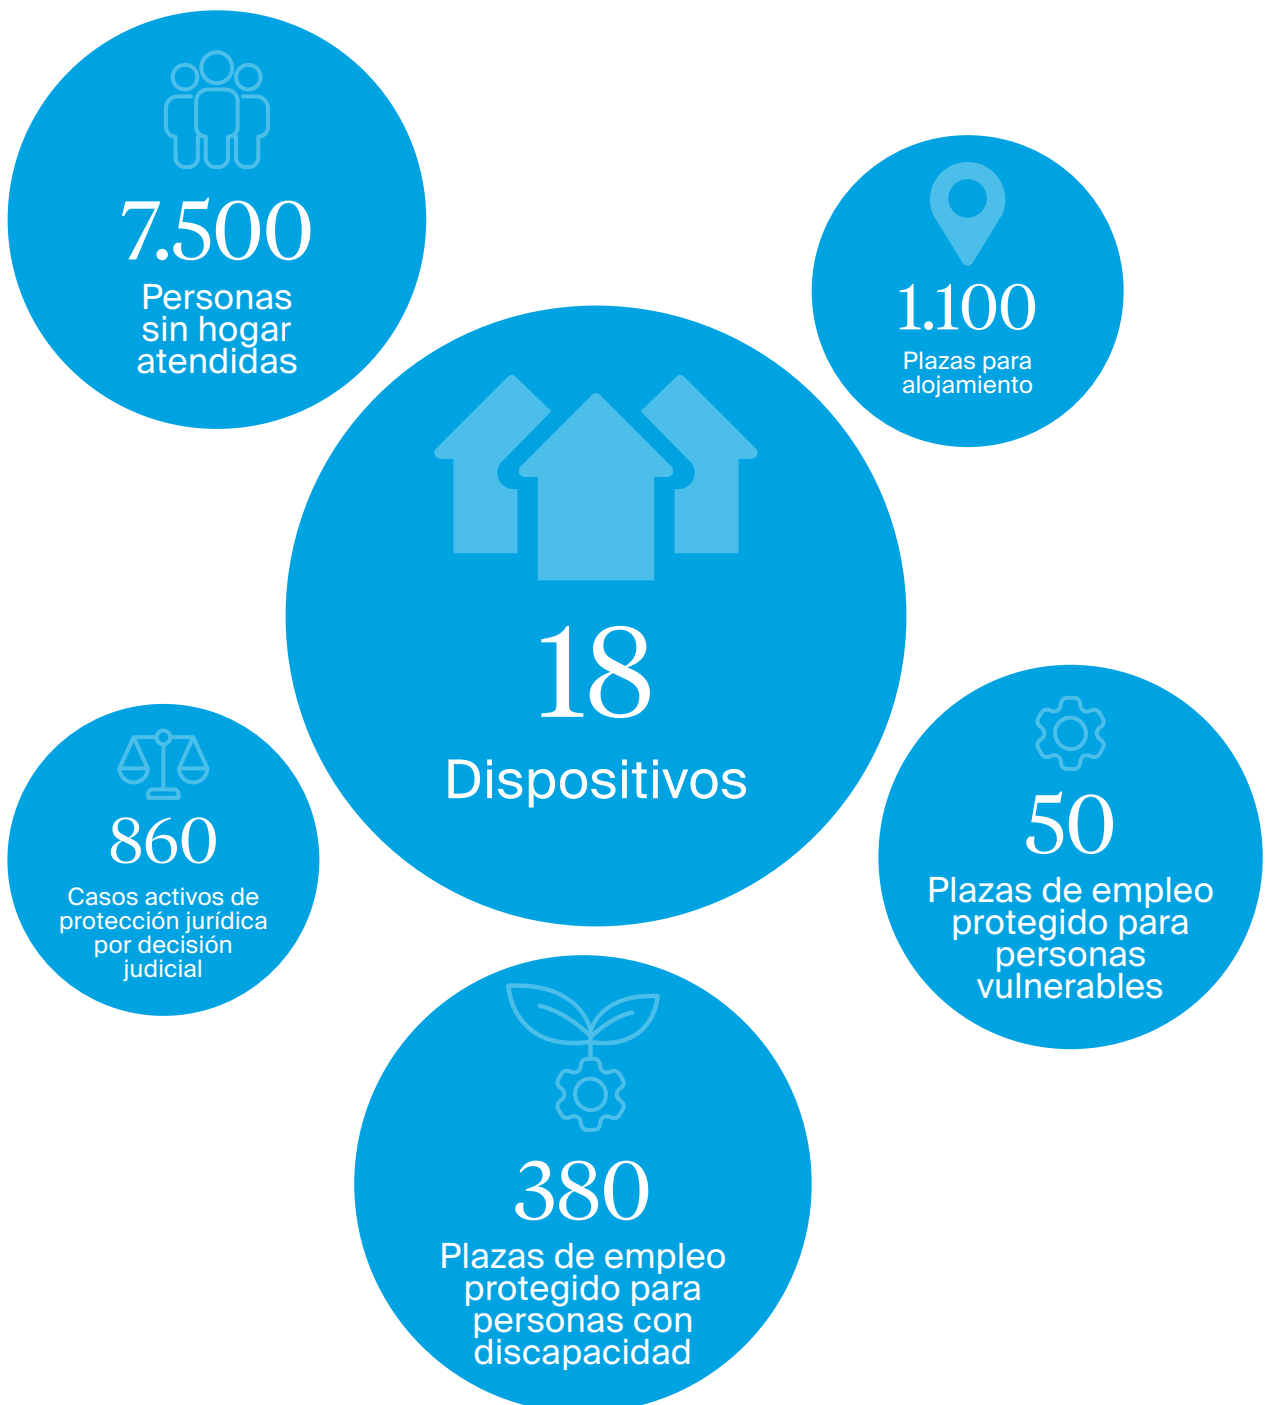 7.500
Personas
sin hogar
atendidas
1.100
Plazas para
alojamiento
18
Dispositivos
860
Casos activos de
protección jurídica
por decisión
judicial
50
Plazas de empleo
protegido para
personas
vulnerables
380
Plazas de empleo
protegido para
personas con
discapacidad